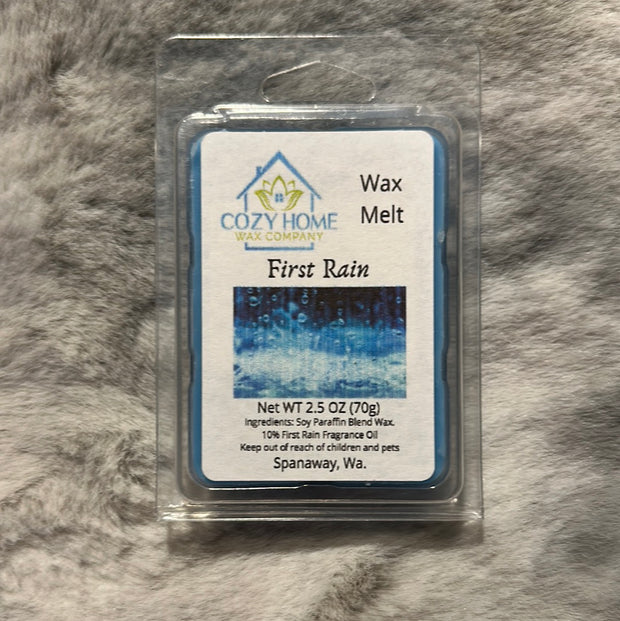 Wax
Melt
COZY HOME
WAX COMPANY
First Rain
Net WT 2.5 OZ (70g)
Ingredients: Soy Paraffin Blend Wax.
10% First Rain Fragrance Oil
Keep out of reach of children and pets
Spanaway, Wa.